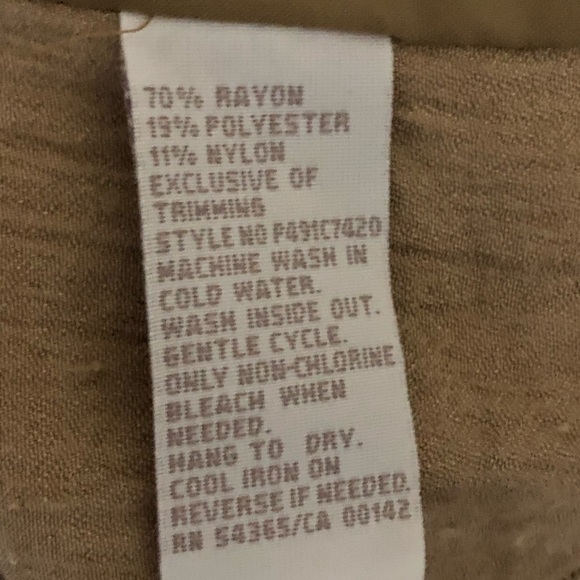 70% RAYON
19% POLYESTER
11% NYLON
EXCLUSIVE OF
TRIMMING
STYLE NO P491C7420
MACHINE WASH IN
COLD WATER.
WASH INSIDE OUT.
GENTLE CYCLE.
ONLY NON-CHLORINE
BLEACH WHEN
NEEDED.
HANG TO DRY.
COOL IRON ON
REVERSE IF NEEDED.
RN 54365/CA 00142